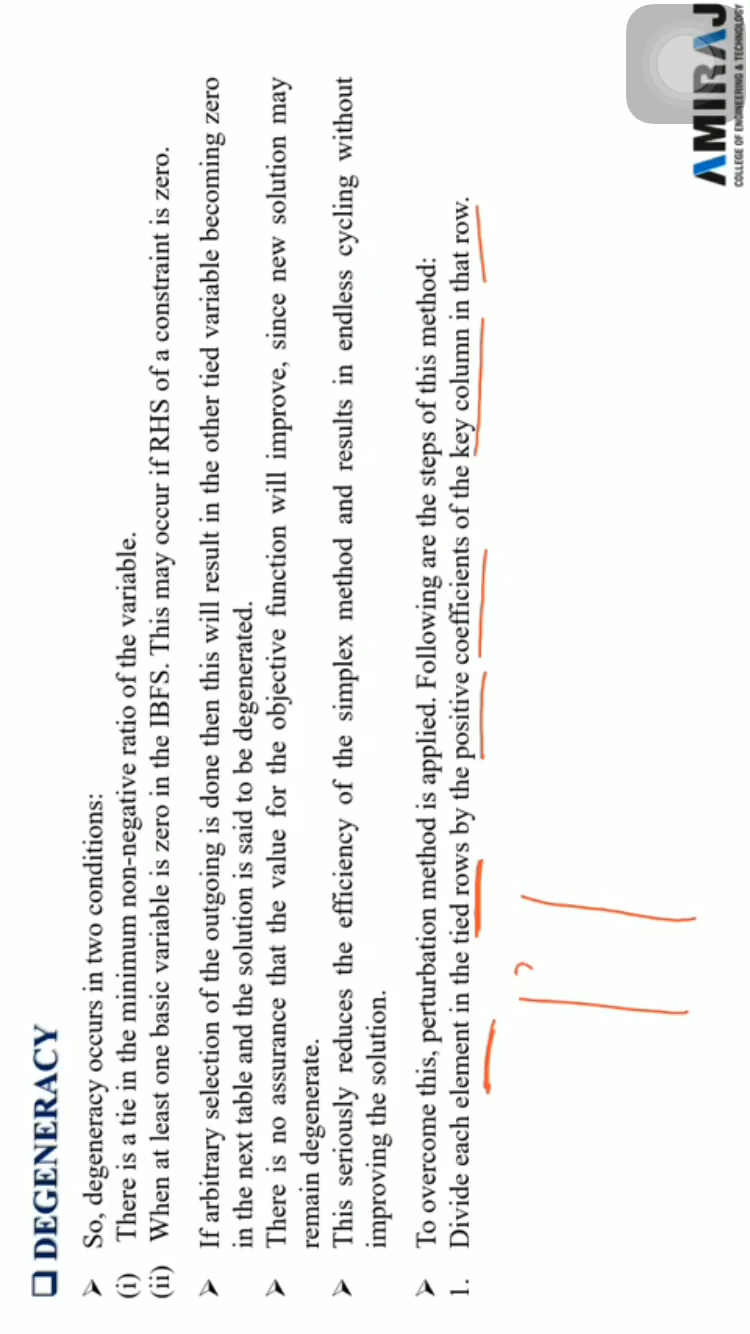 DEGENERACY
➤ So, degeneracy occurs in two conditions:
(i) There is a tie in the minimum non-negative ratio of the variable.
(ii) When at least one basic variable is zero in the IBFS. This may occur if RHS of a constraint is zero.
➤ If arbitrary selection of the outgoing is done then this will result in the other tied variable becoming zero
in the next table and the solution is said to be degenerated.
➤ There is no assurance that the value for the objective function will improve, since new solution may
remain degenerate.
➤ This seriously reduces the efficiency of the simplex method and results in endless cycling without
improving the solution.
➤ To overcome this, perturbation method is applied. Following are the steps of this method:
1. Divide each element in the tied rows by the positive coefficients of the key column in that row.
AMIRAJ
COLLEGE OF ENGINEERING & TECHNOLOGY